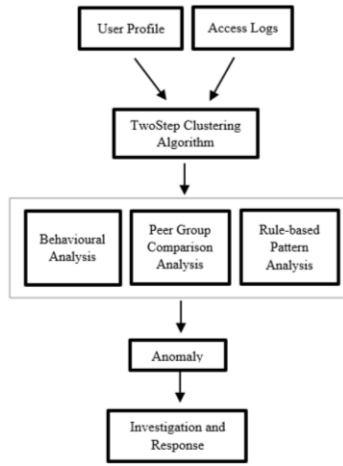 User Profile
Access Logs
TwoStep Clustering
Algorithm
Behavioural
Analysis
Peer Group
Comparison
Analysis
Rule-based
Pattern
Analysis
Anomaly
Investigation and
Response